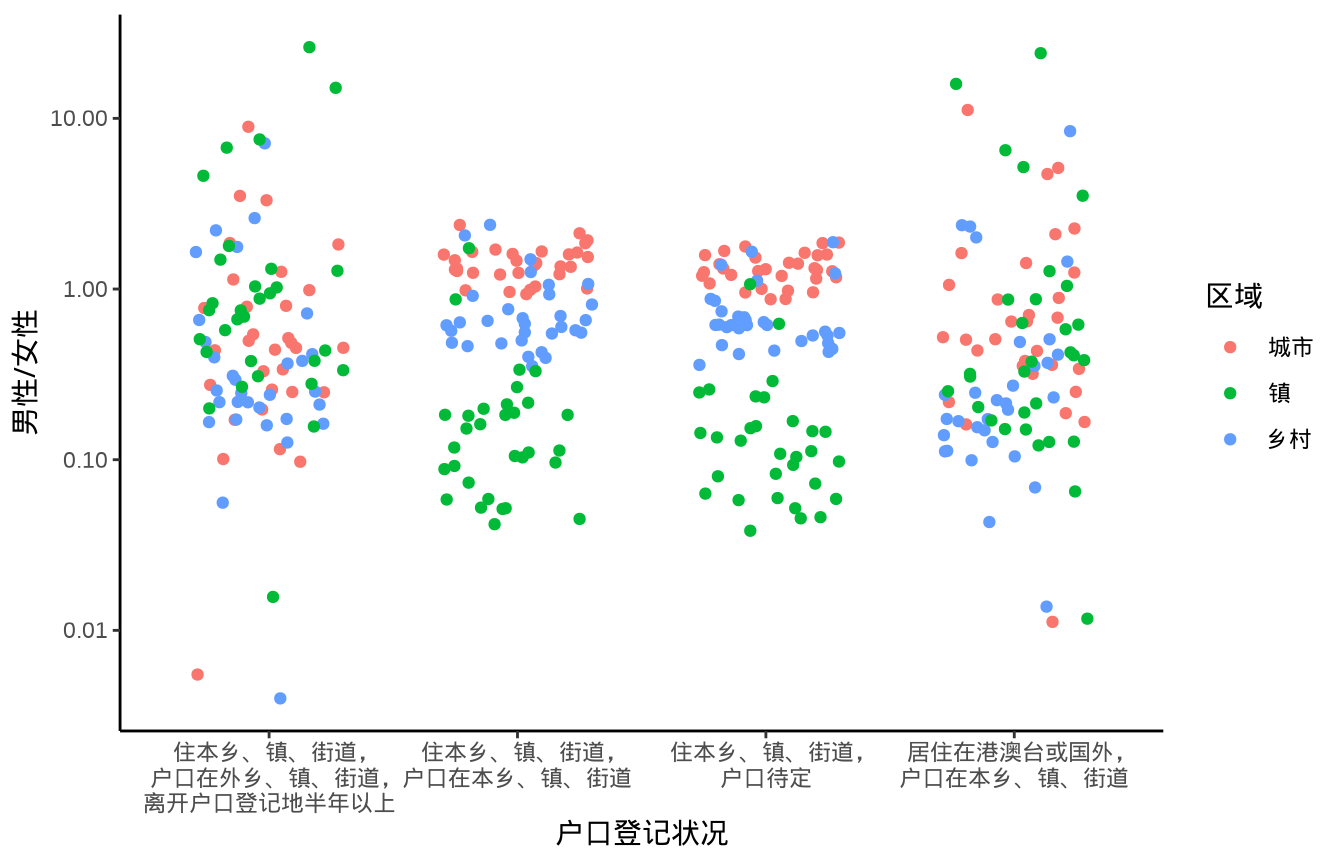 男性/女性
10.00
1.00
0.10
0.01
住本乡、镇、街道，
户口在外乡、镇、街道，
离开户口登记地半年以上
住本乡、镇、街道，
户口在本乡、镇、街道
住本乡、镇、街道，
户口待定
居住在港澳台或国外，
户口在本乡、镇、街道
户口登记状况
区域
城市
镇
乡村